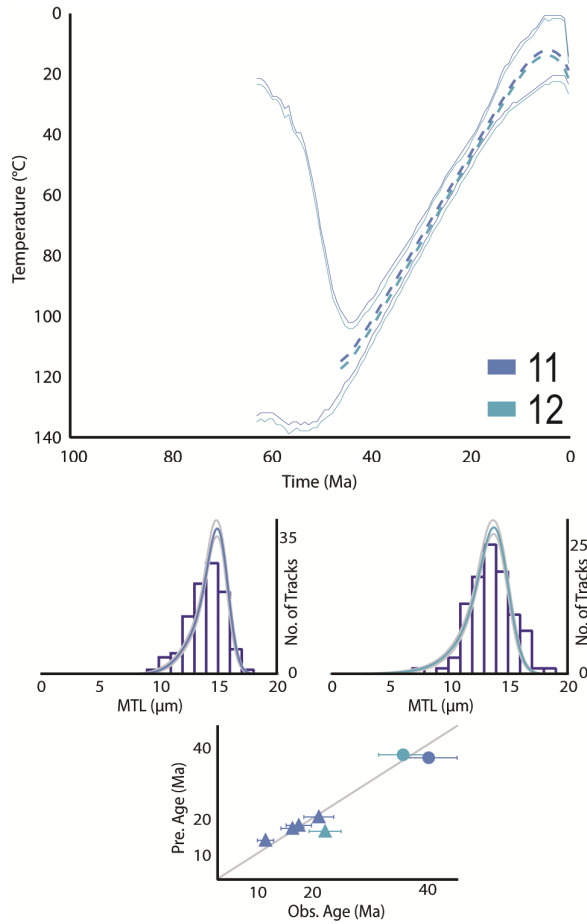 0
20
40
60
80
100
120
140
Temperature (°C)
11
12
100 80 60 40 20 0
Time (Ma)
35
0
No. of Tracks
0 5 10 15 20
MTL (µm)
25
0
No. of Tracks
0 5 10 15 20
MTL (µm)
40
20
10
Pre. Age (Ma)
10 20 40
Obs. Age (Ma)